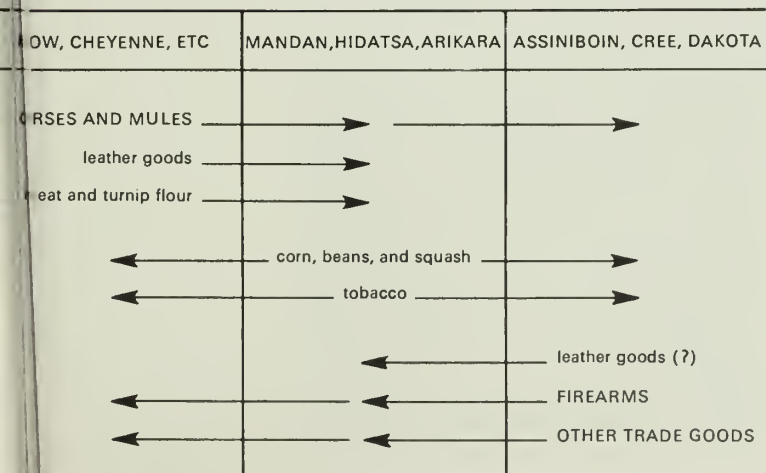 OW, CHEYENNE, ETC MANDAN,HIDATSA,ARIKARA ASSINIBOIN, CREE, DAKOTA
RSES AND MULES
leather goods
eat and turnip flour
corn, beans, and squash
tobacco
leather goods (?)
FIREARMS
OTHER TRADE GOODS